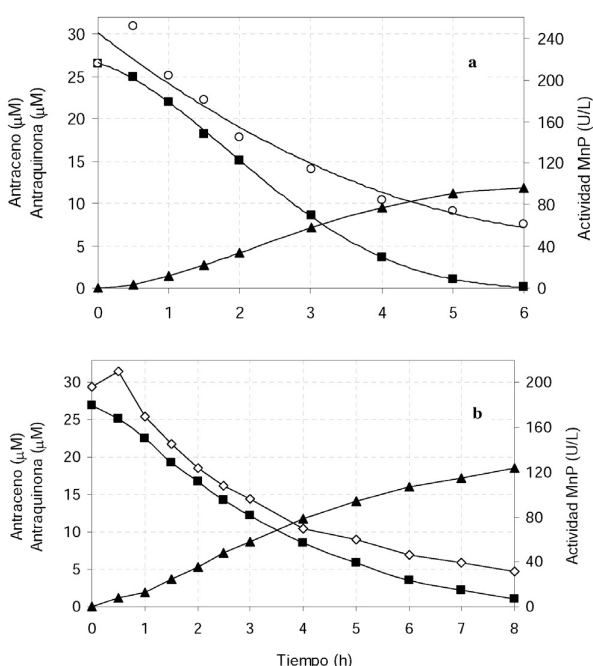 a
Antraceno (μM)
Antraquinona (μM)
30
25
20
15
10
5
0
240
200
160
120
80
40
0
Actividad MnP (U/L)
0 1 2 3 4 5 6
b
Antraceno (μM)
Antraquinona (μM)
30
25
20
15
10
5
0
200
160
120
80
40
0
Actividad MnP (U/L)
0 1 2 3 4 5 6 7 8
Tiempo (h)